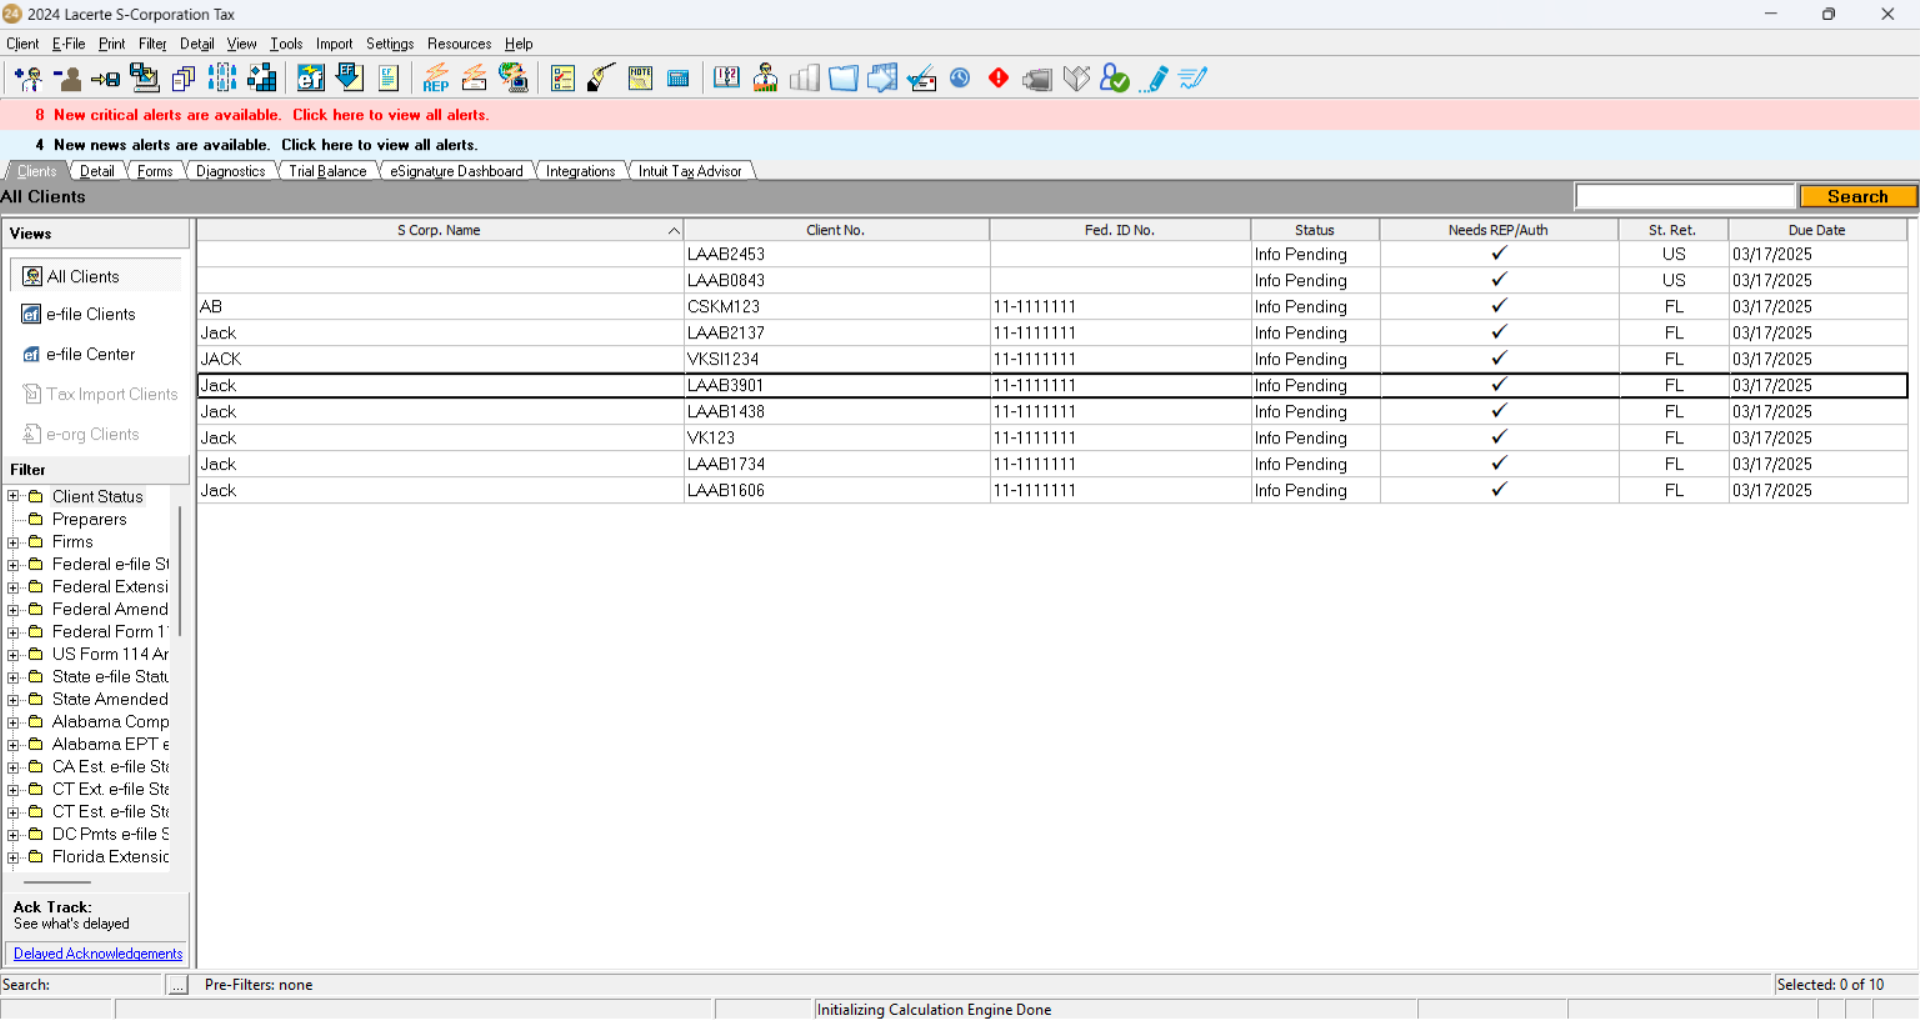 24 2024 Lacerte S-Corporation Tax
Client E-File Print Filter Detail View Tools Import Settings Resources Help
8 New critical alerts are available. Click here to view all alerts.
4 New news alerts are available. Click here to view all alerts.
Clients Detail Forms Diagnostics Trial Balance eSignature Dashboard Integrations Intuit Tax Advisor
All Clients Search
Views
All Clients
e-file Clients
e-file Center
Tax Import Clients
e-org Clients
Filter
Client Status
Preparers
Firms
Federal e-file St
Federal Extensi
Federal Amend
Federal Form 1
US Form 114 Ar
State e-file Statu
State Amended
Alabama Comp
Alabama EPT e
CA Est. e-file Sta
CT Ext. e-file Sta
CT Est. e-file Sta
DC Pmts e-file S
Florida Extensic
Ack Track:
See what's delayed
Delayed Acknowledgements
S Corp. Name Client No. Fed. ID No. Status Needs REP/Auth St. Ret. Due Date
LAAB2453 Info Pending ✓ US 03/17/2025
LAAB0843 Info Pending ✓ US 03/17/2025
AB CSKM123 11-1111111 Info Pending ✓ FL 03/17/2025
Jack LAAB2137 11-1111111 Info Pending ✓ FL 03/17/2025
JACK VKSI1234 11-1111111 Info Pending ✓ FL 03/17/2025
Jack LAAB3901 11-1111111 Info Pending ✓ FL 03/17/2025
Jack LAAB1438 11-1111111 Info Pending ✓ FL 03/17/2025
Jack VK123 11-1111111 Info Pending ✓ FL 03/17/2025
Jack LAAB1734 11-1111111 Info Pending ✓ FL 03/17/2025
Jack LAAB1606 11-1111111 Info Pending ✓ FL 03/17/2025
Search: ... Pre-Filters: none Selected: 0 of 10
Initializing Calculation Engine Done